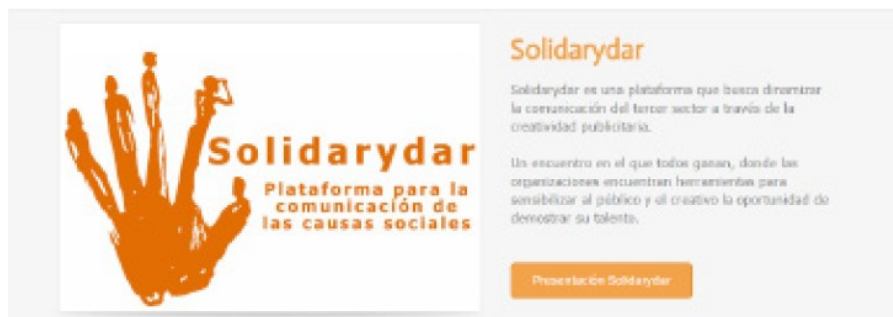 Solidarydar
Plataforma para la
comunicación de
las causas sociales
Solidarydar
Solidarydar es una plataforma que busca dinamizar
la comunicación del tercer sector a través de la
creatividad publicitaria.
Un encuentro en el que todos ganan, donde las
organizaciones encuentran herramientas para
sensibilizar al público y el creativo la oportunidad de
demostrar su talento.
Presentación Solidarydar